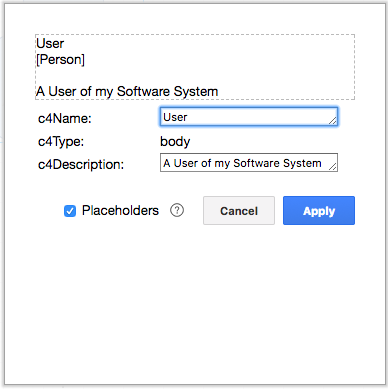 User
[Person]
A User of my Software System
c4Name: User
c4Type: body
c4Description: A User of my Software System
Placeholders ? Cancel Apply